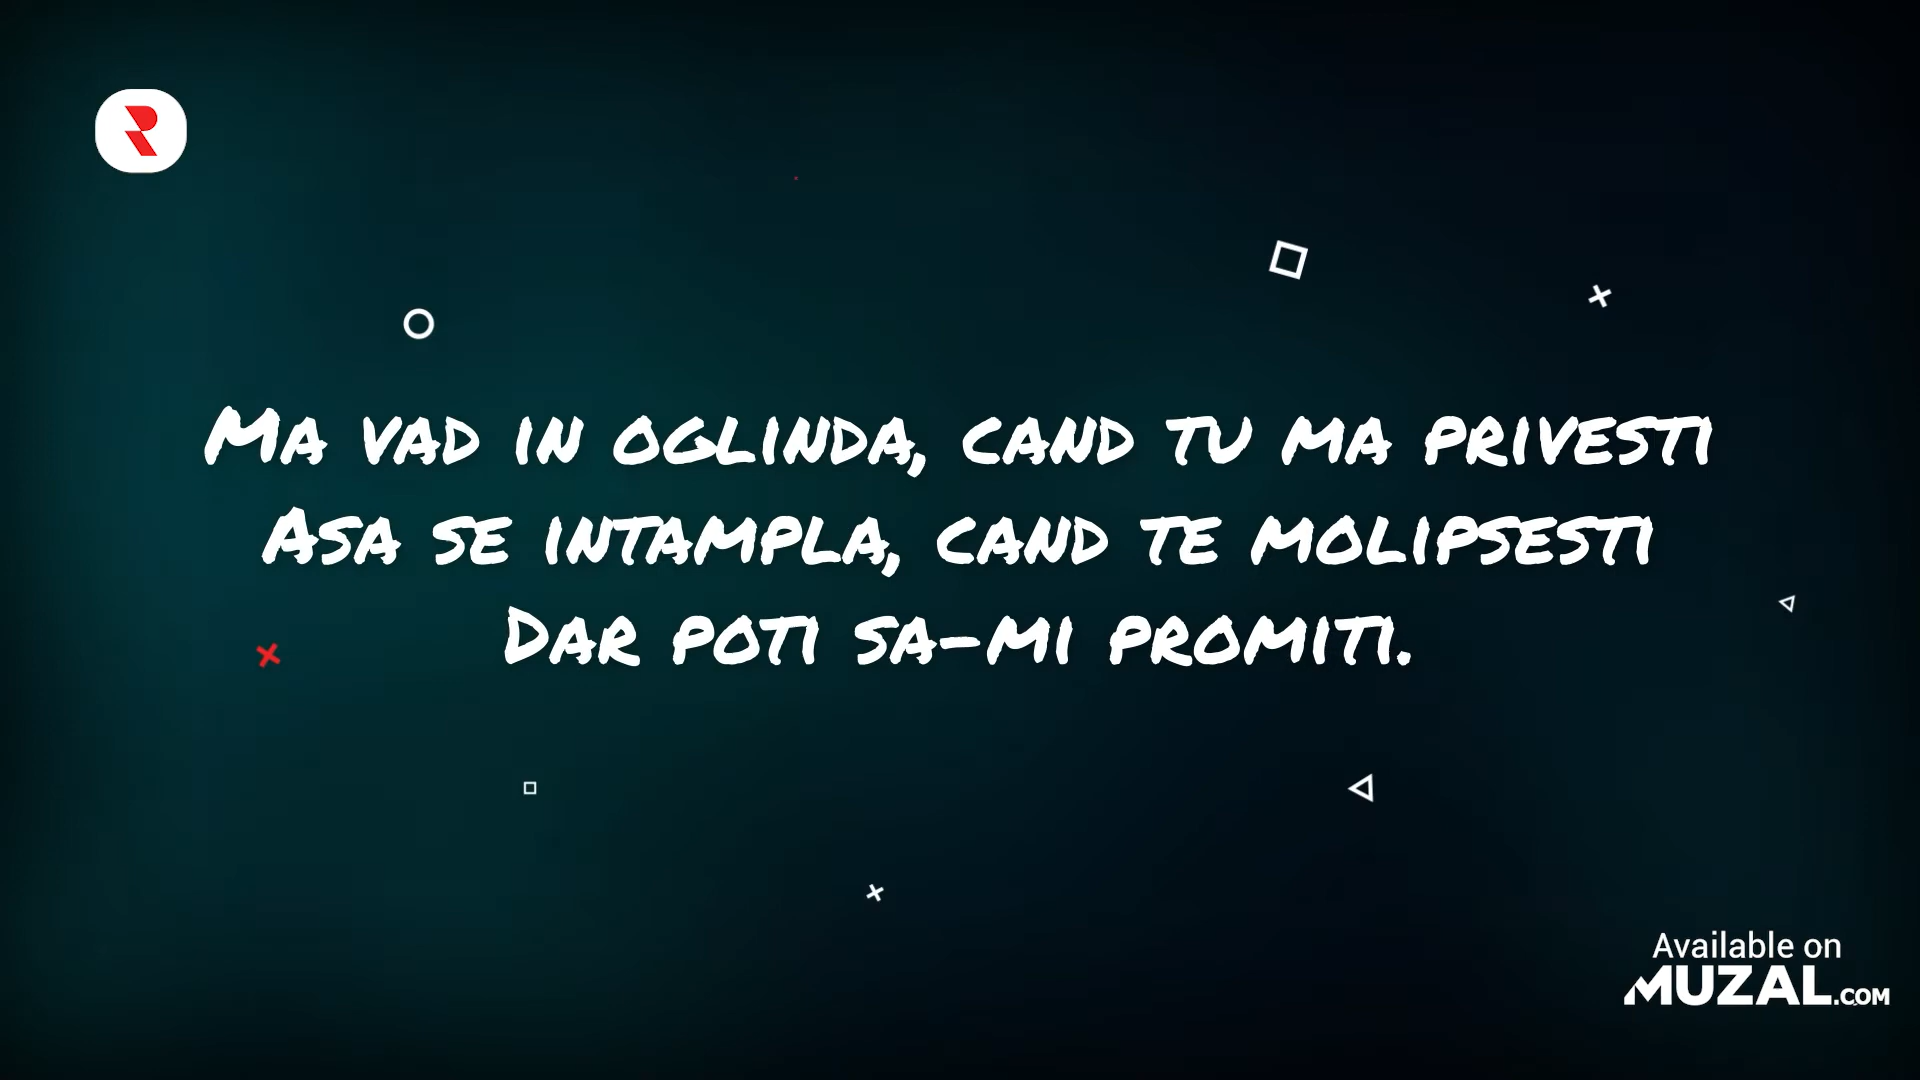 Ma vad in oglinda, cand tu ma privesti
Asa se intampla, cand te molipsesti
Dar poti sa-mi promiti.
Available on
MUZAL.COM